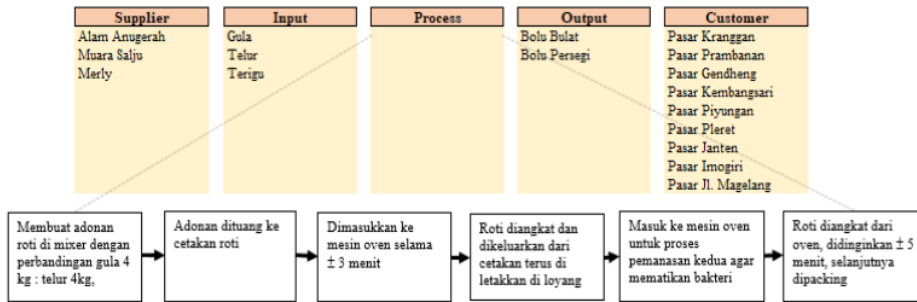 Supplier
Alam Anugerah
Muara Salju
Merly
Input
Gula
Telur
Terigu
Process
Output
Bolu Bulat
Bolu Persegi
Customer
Pasar Kranggan
Pasar Prambanan
Pasar Gendheng
Pasar Kembangsari
Pasar Piyungan
Pasar Pleret
Pasar Janten
Pasar Imogiri
Pasar Jl. Magelang
Membuat adonan
roti di mixer dengan
perbandingan gula 4
kg : telur 4kg,
Adonan dituang ke
cetakan roti
Dimasukkan ke
mesin oven selama
± 3 menit
Roti diangkat dan
dikeluarkan dari
cetakan terus di
letakkan di loyang
Masuk ke mesin oven
untuk proses
pemanasan kedua agar
mematikan bakteri
Roti diangkat dari
oven, didinginkan ± 5
menit, selanjutnya
dipacking